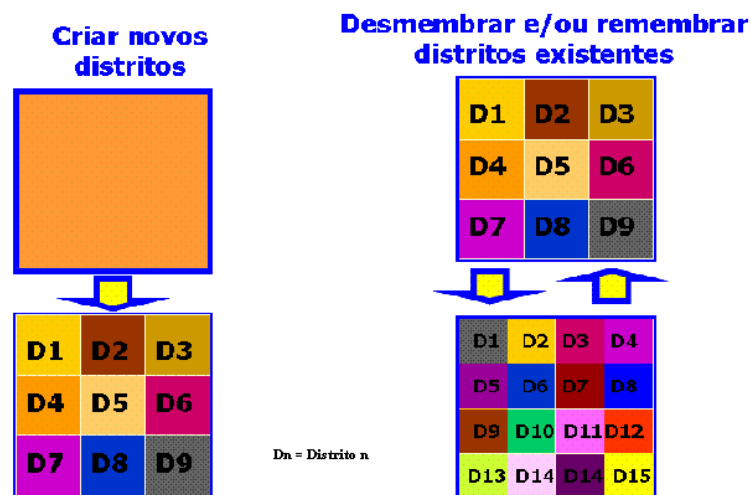 Criar novos
distritos
Desmembrar e/ou remembrar
distritos existentes
D1 D2 D3
D4 D5 D6
D7 D8 D9
D1 D2 D3
D4 D5 D6
D7 D8 D9
Dn = Distrito n
D1 D2 D3 D4
D5 D6 D7 D8
D9 D10 D11 D12
D13 D14 D14 D15